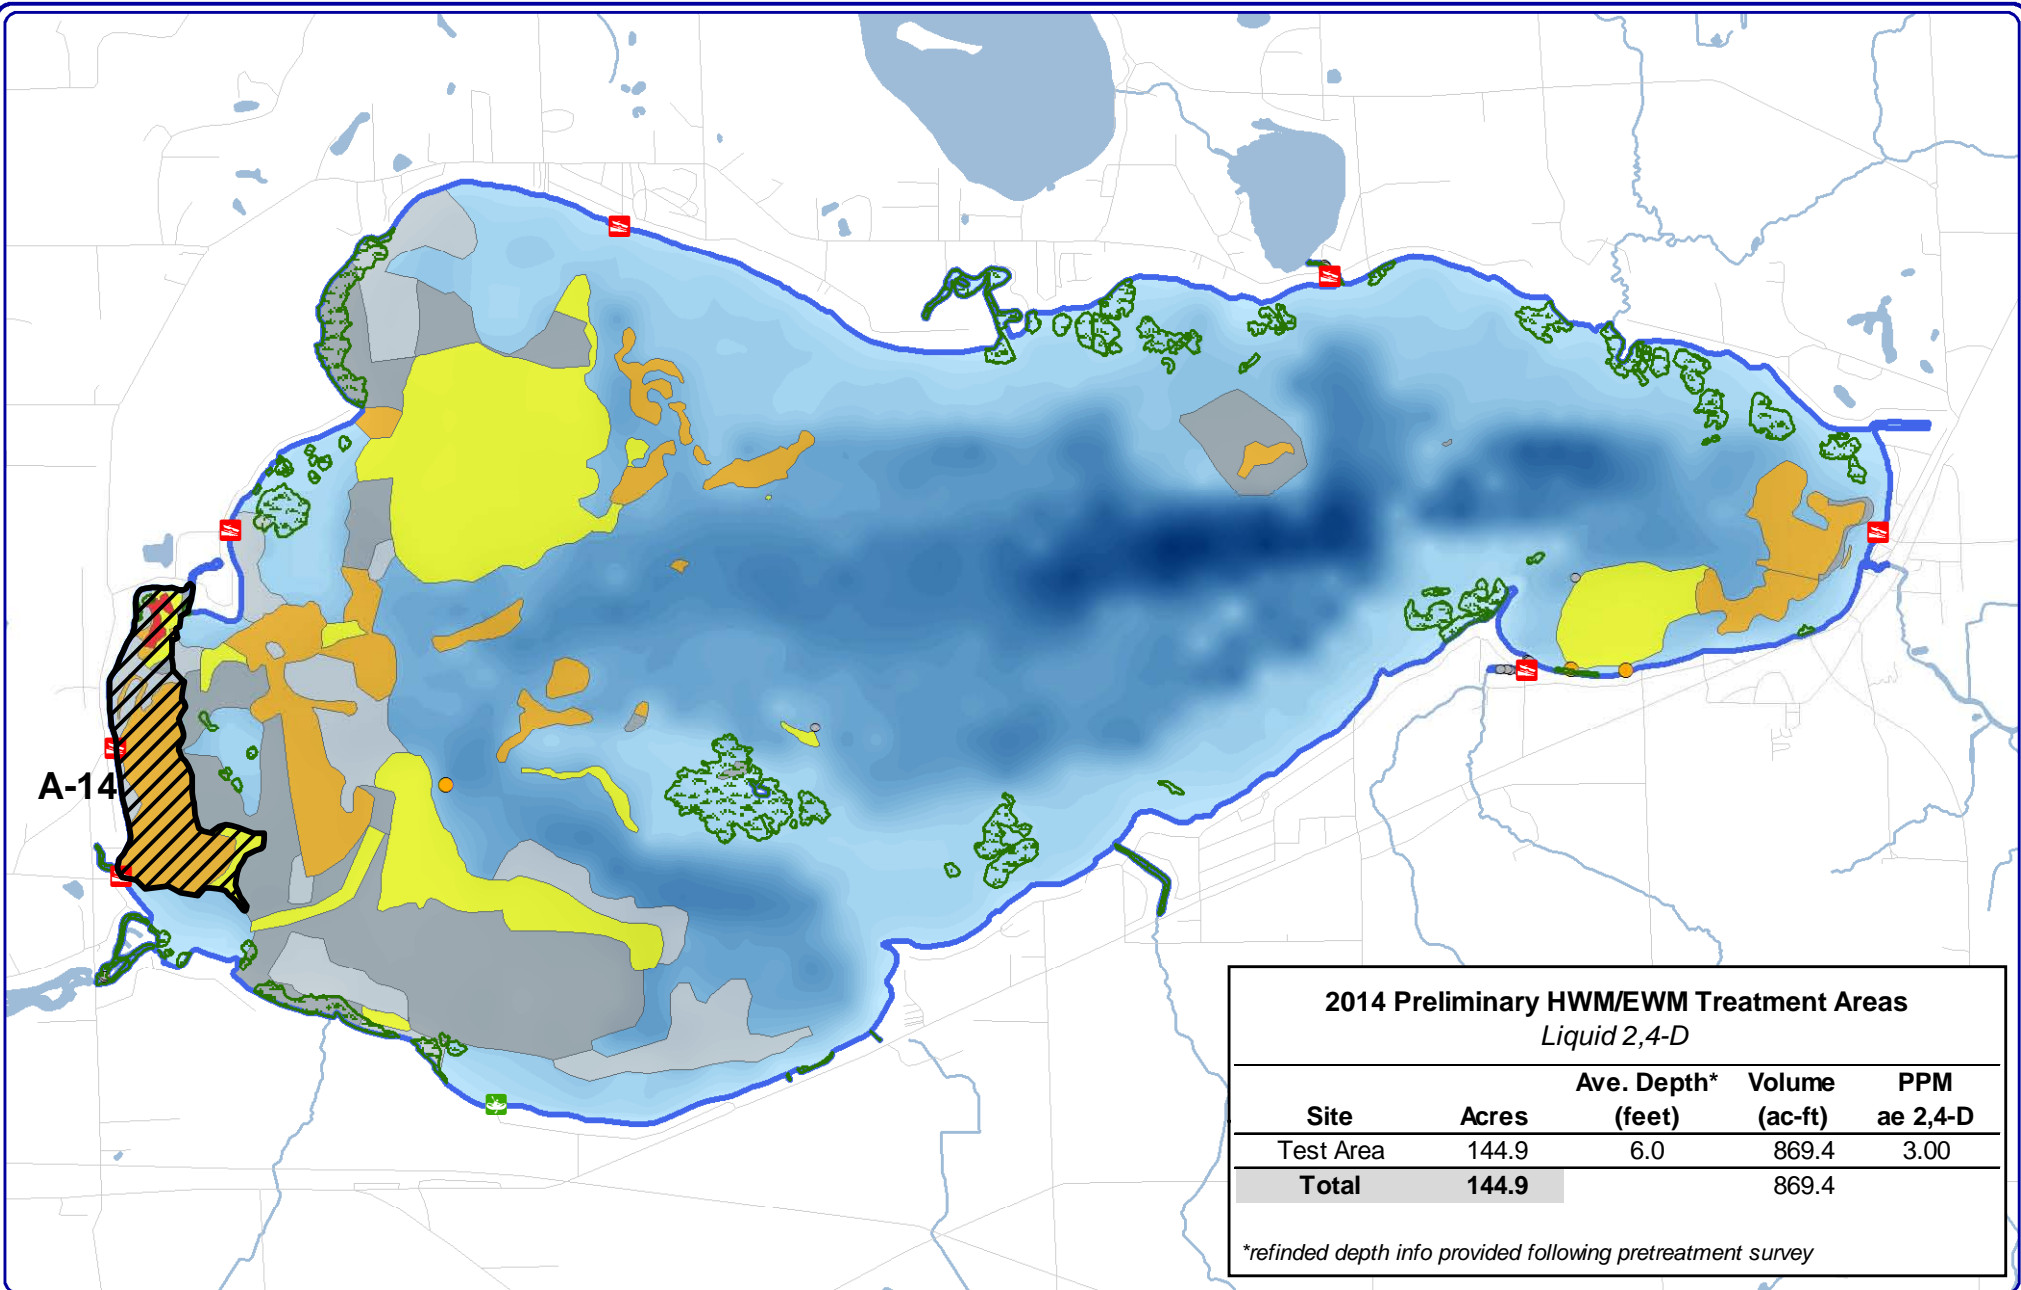 A-14
2014 Preliminary HWM/EWM Treatment Areas
Liquid 2,4-D
Site Acres Ave. Depth* (feet) Volume (ac-ft) PPM ae 2,4-D
Test Area 144.9 6.0 869.4 3.00
Total 144.9 869.4
*refinded depth info provided following pretreatment survey